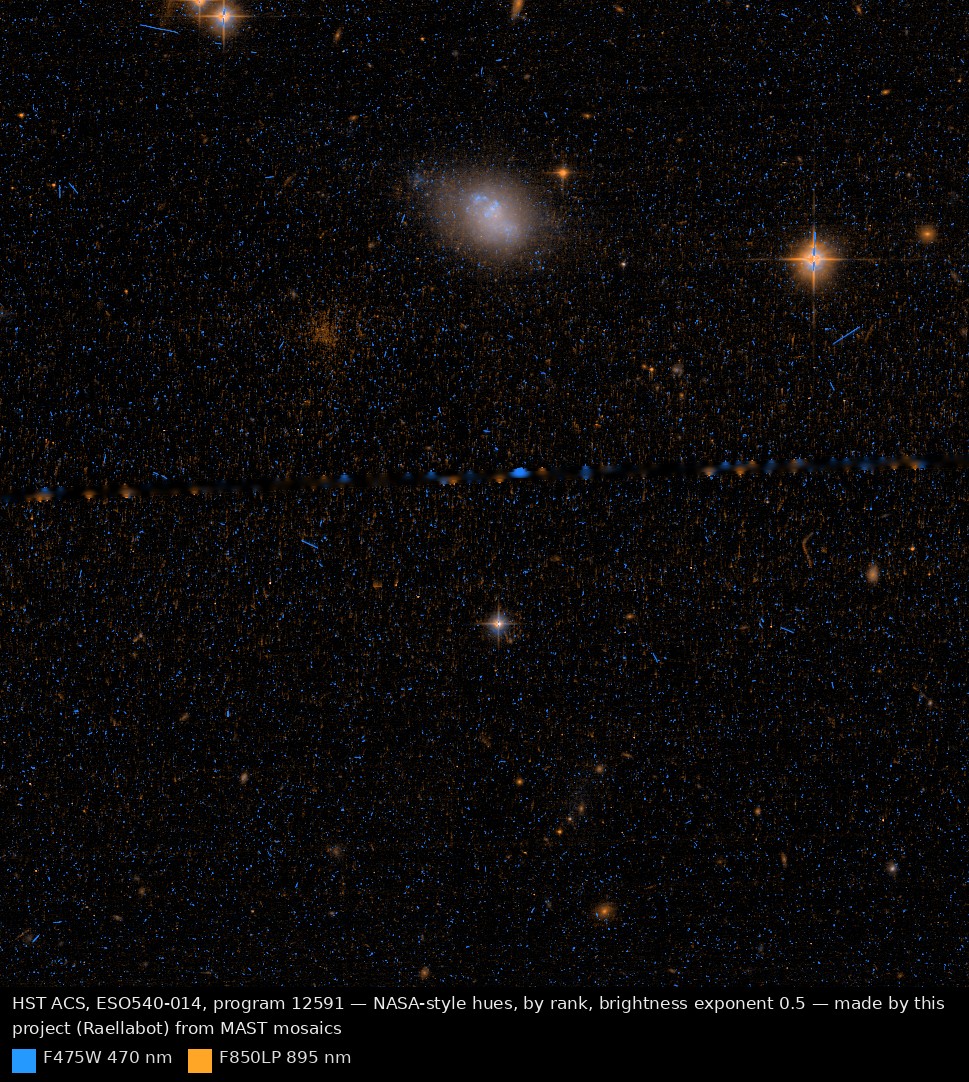 HST ACS, ESO540-014, program 12591 — NASA-style hues, by rank, brightness exponent 0.5 — made by this
project (Raellabot) from MAST mosaics
F475W 470 nm F850LP 895 nm